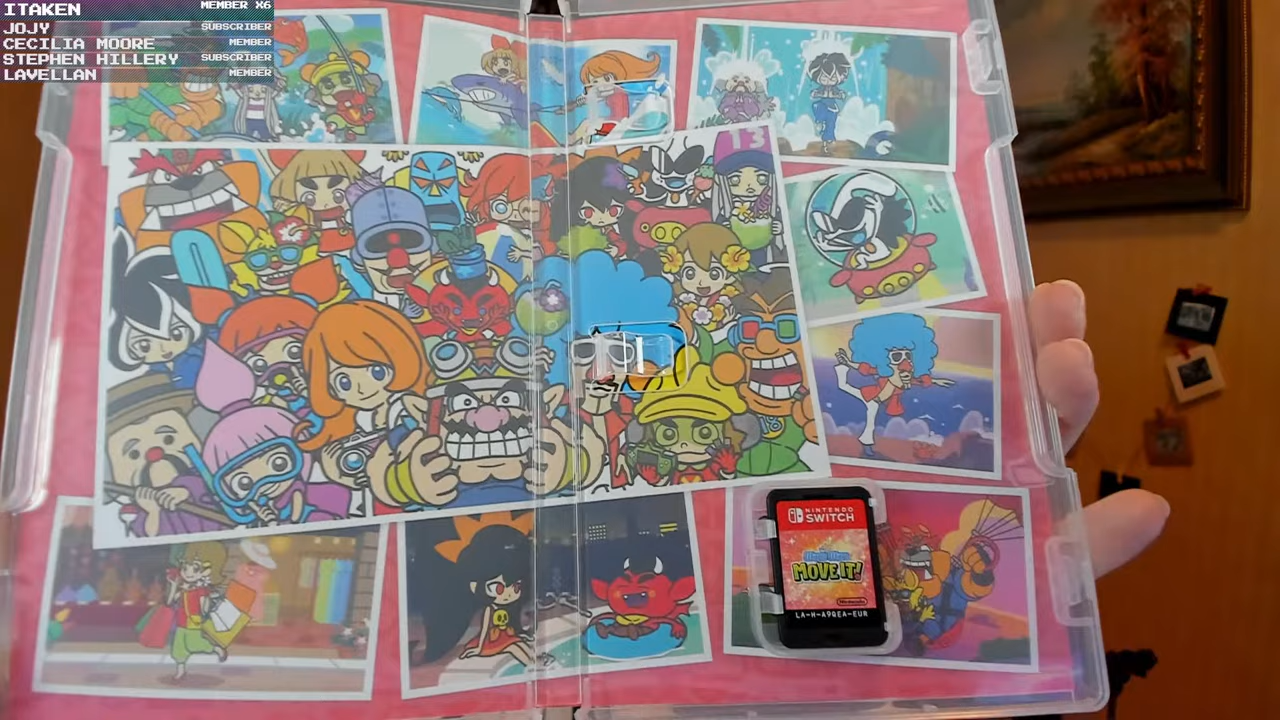 ITAKEN MEMBER X6
JOJY SUBSCRIBER
CECILIA MOORE MEMBER
STEPHEN HILLERY SUBSCRIBER
LAVELLAN MEMBER
13
NINTENDO
SWITCH
MOVE IT!
Nintendo
LA-H-A9QEA-EUR